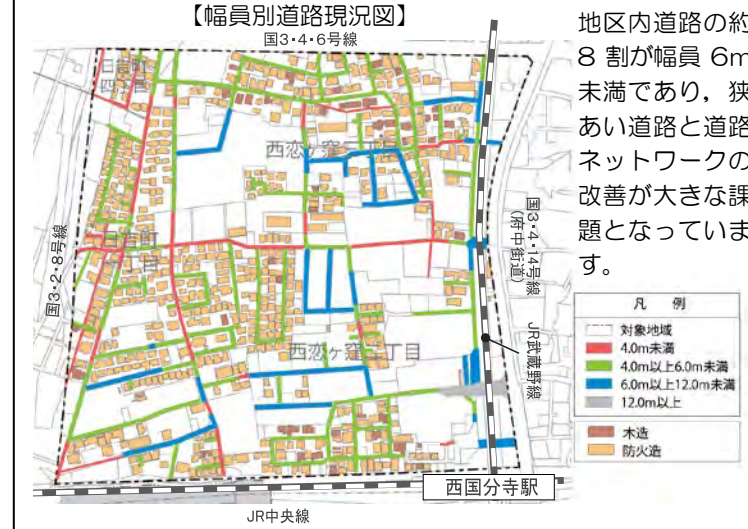 【幅員別道路現況図】
国3・4・6号線
地区内道路の約
8 割が幅員 6m
未満であり，狭
あい道路と道路
ネットワークの
改善が大きな課
題となっていま
す。
日吉町
四丁目
西恋ヶ窪三丁目
国3・4・14号線
(府中街道)
国3・2・8号線
日吉町
丁目
西恋ヶ窪二丁目
JR武蔵野線
西国分寺駅
JR中央線
凡 例
対象地域
4.0m未満
4.0m以上6.0m未満
6.0m以上12.0m未満
12.0m以上
木造
防火造